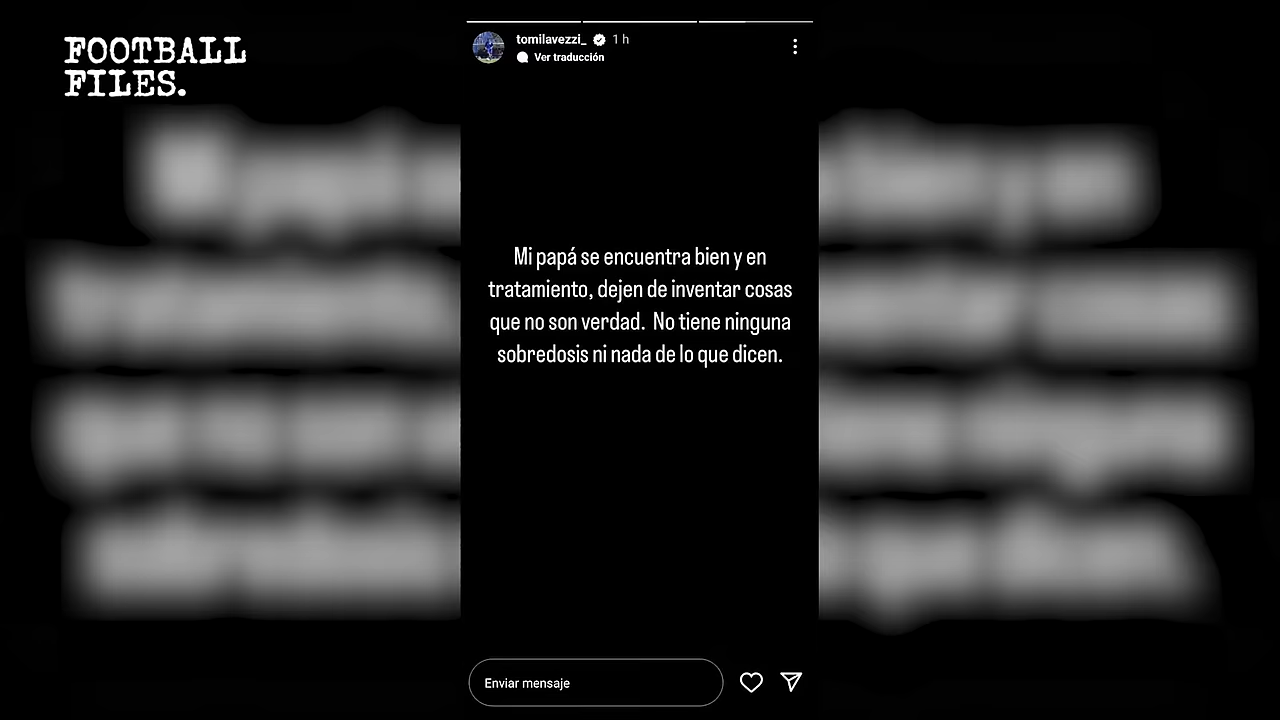 FOOTBALL
FILES.
tomilavezzi_ 1 h
Ver traducción
Mi papá se encuentra bien y en
tratamiento, dejen de inventar cosas
que no son verdad.  No tiene ninguna
sobredosis ni nada de lo que dicen.
Enviar mensaje